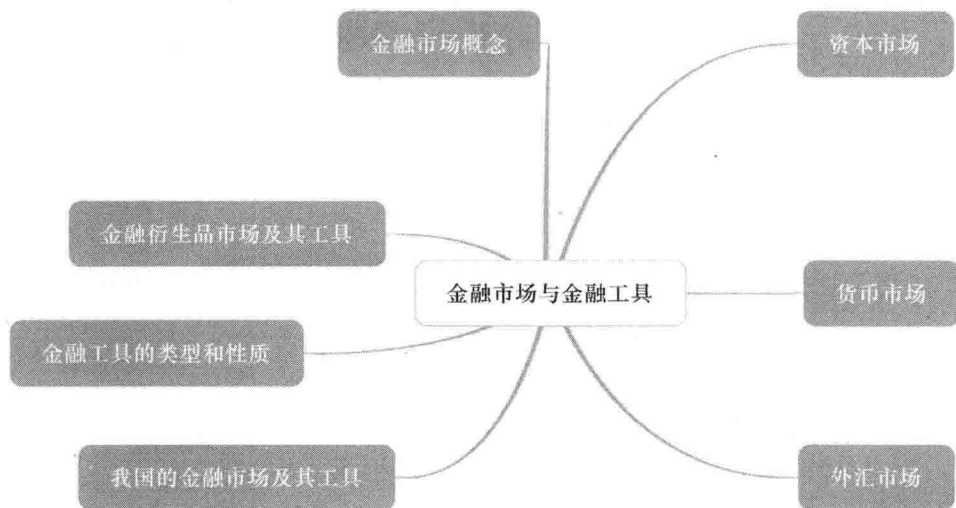 金融市场概念
资本市场
金融衍生品市场及其工具
金融市场与金融工具
货币市场
金融工具的类型和性质
我国的金融市场及其工具
外汇市场